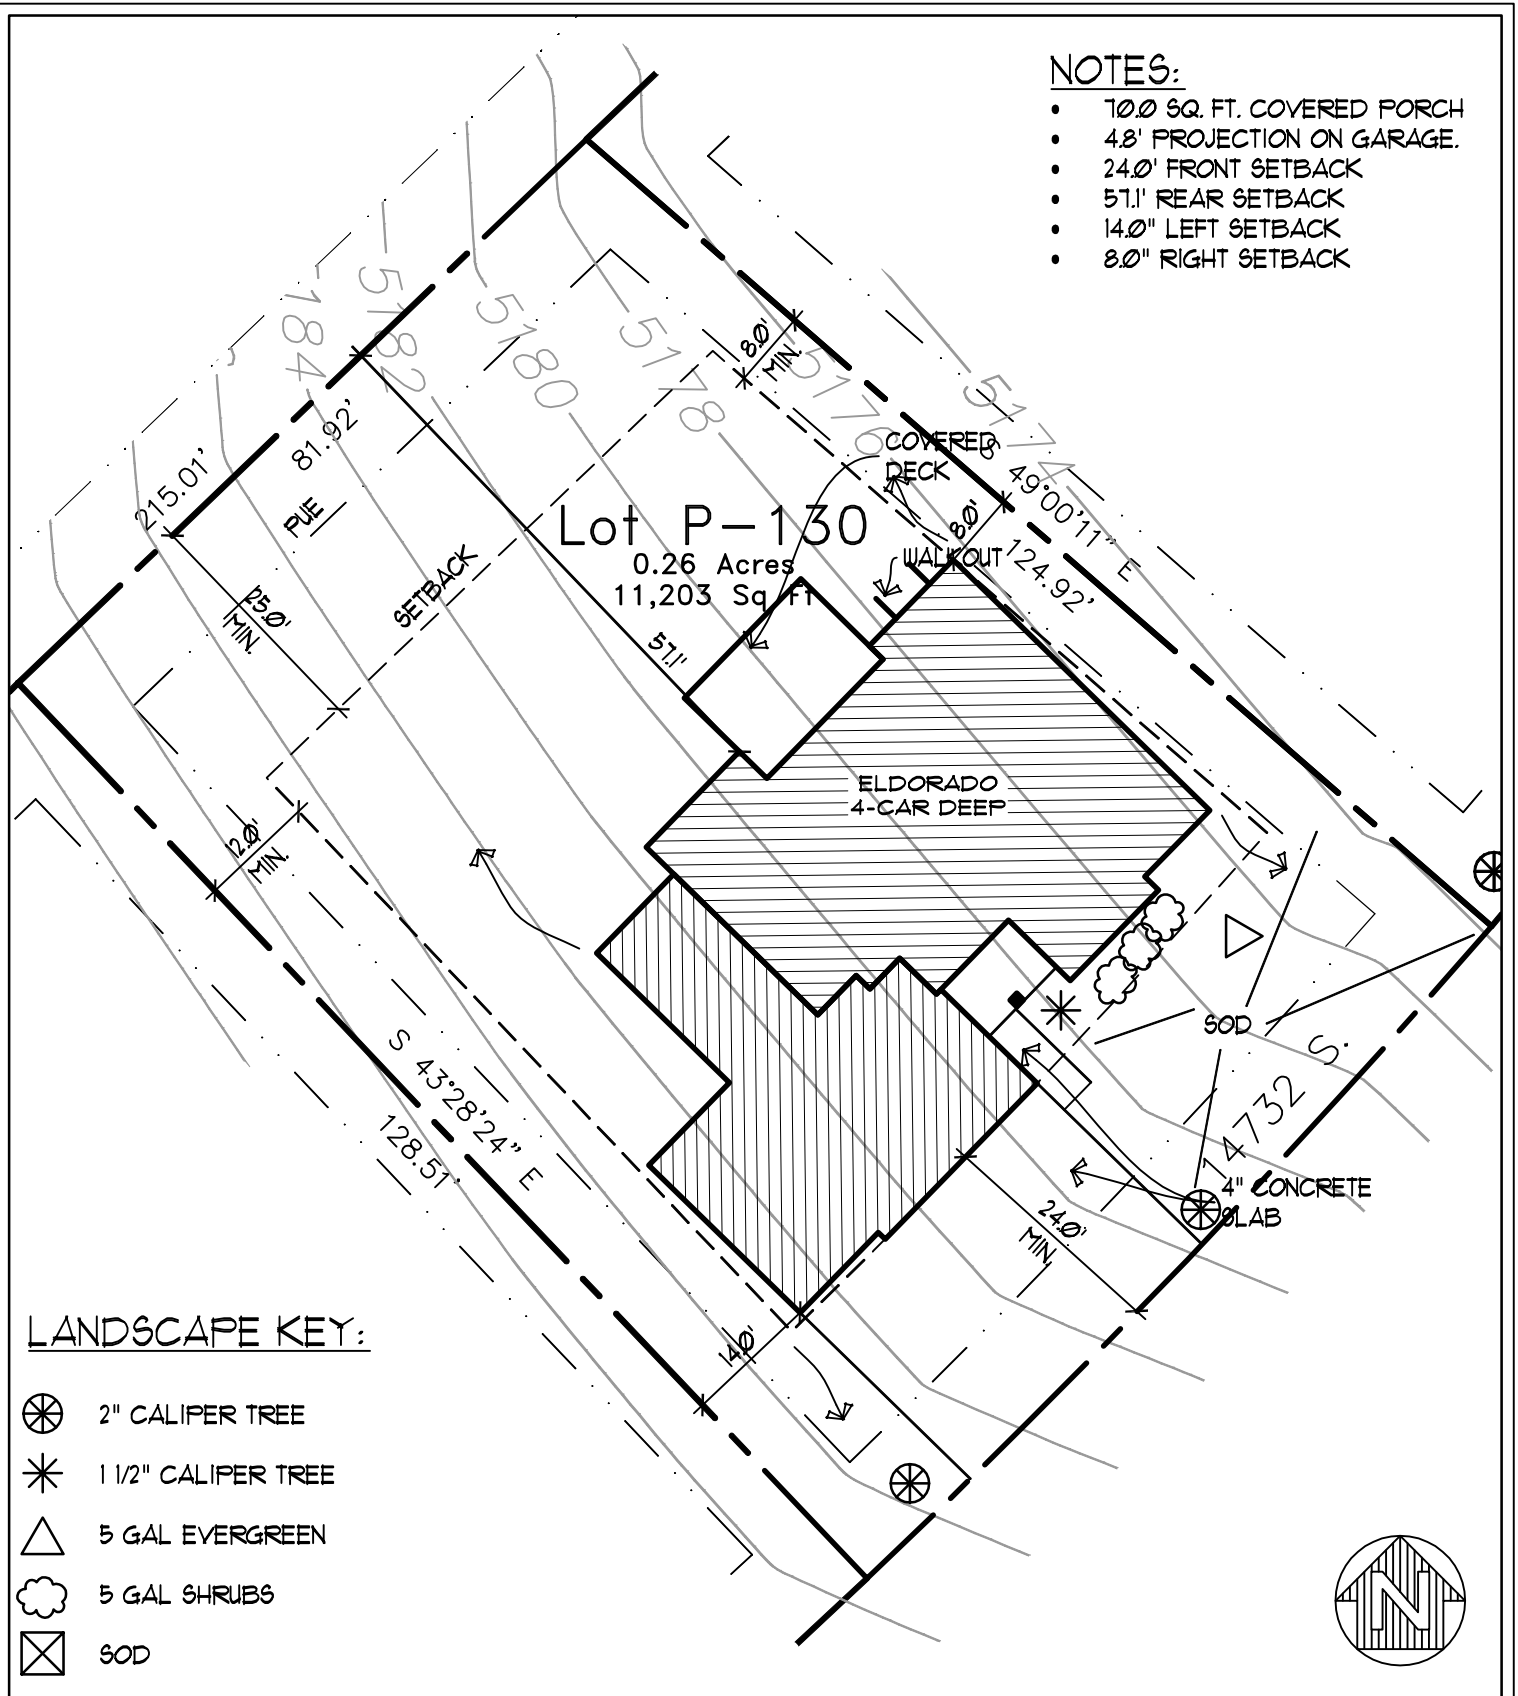 NOTES:
• 70.0 SQ. FT. COVERED PORCH
• 4.8' PROJECTION ON GARAGE.
• 24.0' FRONT SETBACK
• 57.1' REAR SETBACK
• 14.0" LEFT SETBACK
• 8.0" RIGHT SETBACK
184
5182
5180
5178
5176
5174
8.0'
MIN.
81.92'
215.01'
PUE
SETBACK
25.0'
MIN.
COVERED
DECK
S 49°00'11" E
124.92'
8.0'
WALKOUT
Lot P-130
0.26 Acres
11,203 Sq Ft
57.1'
ELDORADO
4-CAR DEEP
12.0'
MIN.
S 43°28'24" E
128.51'
SOD
14732 S.
4" CONCRETE
SLAB
24.0'
MIN.
14.0'
LANDSCAPE KEY:
2" CALIPER TREE
1 1/2" CALIPER TREE
5 GAL EVERGREEN
5 GAL SHRUBS
SOD
N